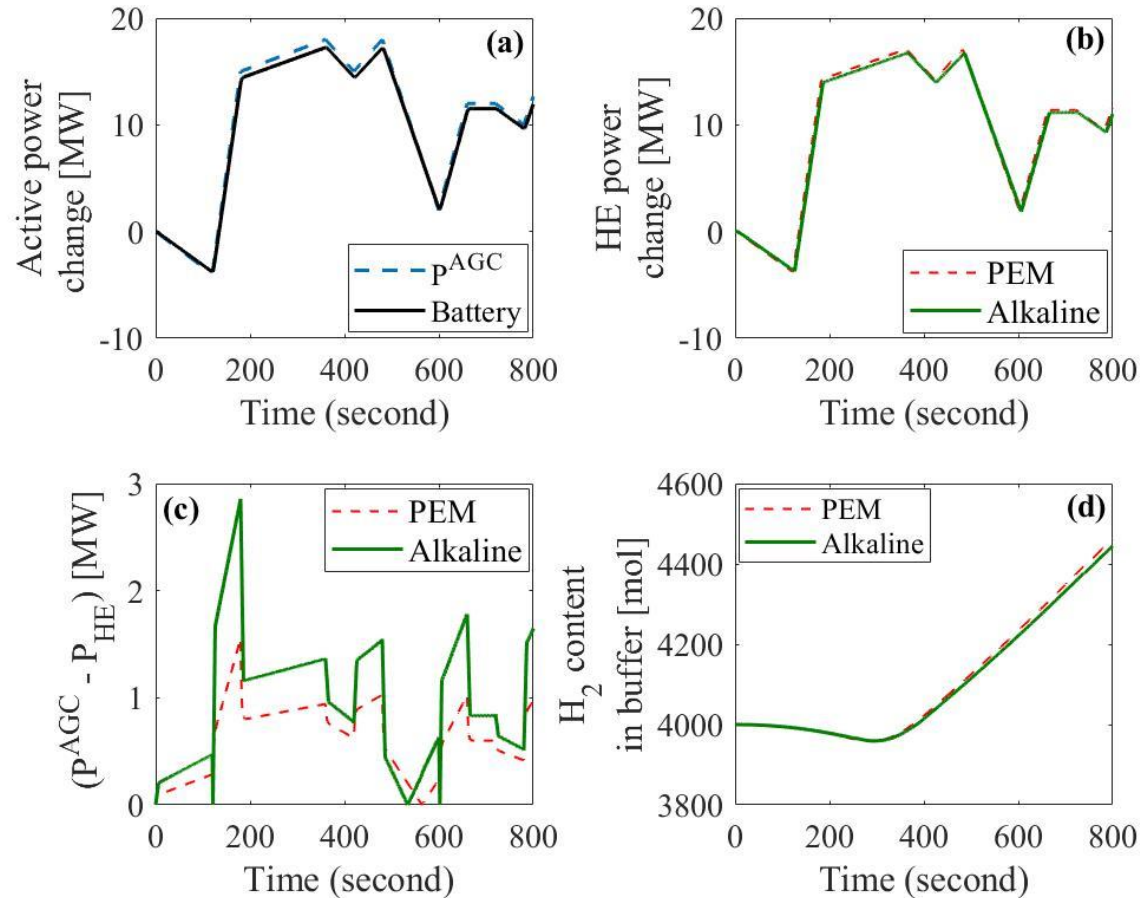 20
10
0
-10
Active power
change [MW]
(a)
P^AGC
Battery
0 200 400 600 800
Time (second)
20
10
0
-10
HE power
change [MW]
(b)
PEM
Alkaline
0 200 400 600 800
Time (second)
3
2
1
0
(P^AGC - P_HE) [MW]
(c)
PEM
Alkaline
0 200 400 600 800
Time (second)
4600
4400
4200
4000
3800
H_2 content
in buffer [mol]
(d)
PEM
Alkaline
0 200 400 600 800
Time (second)